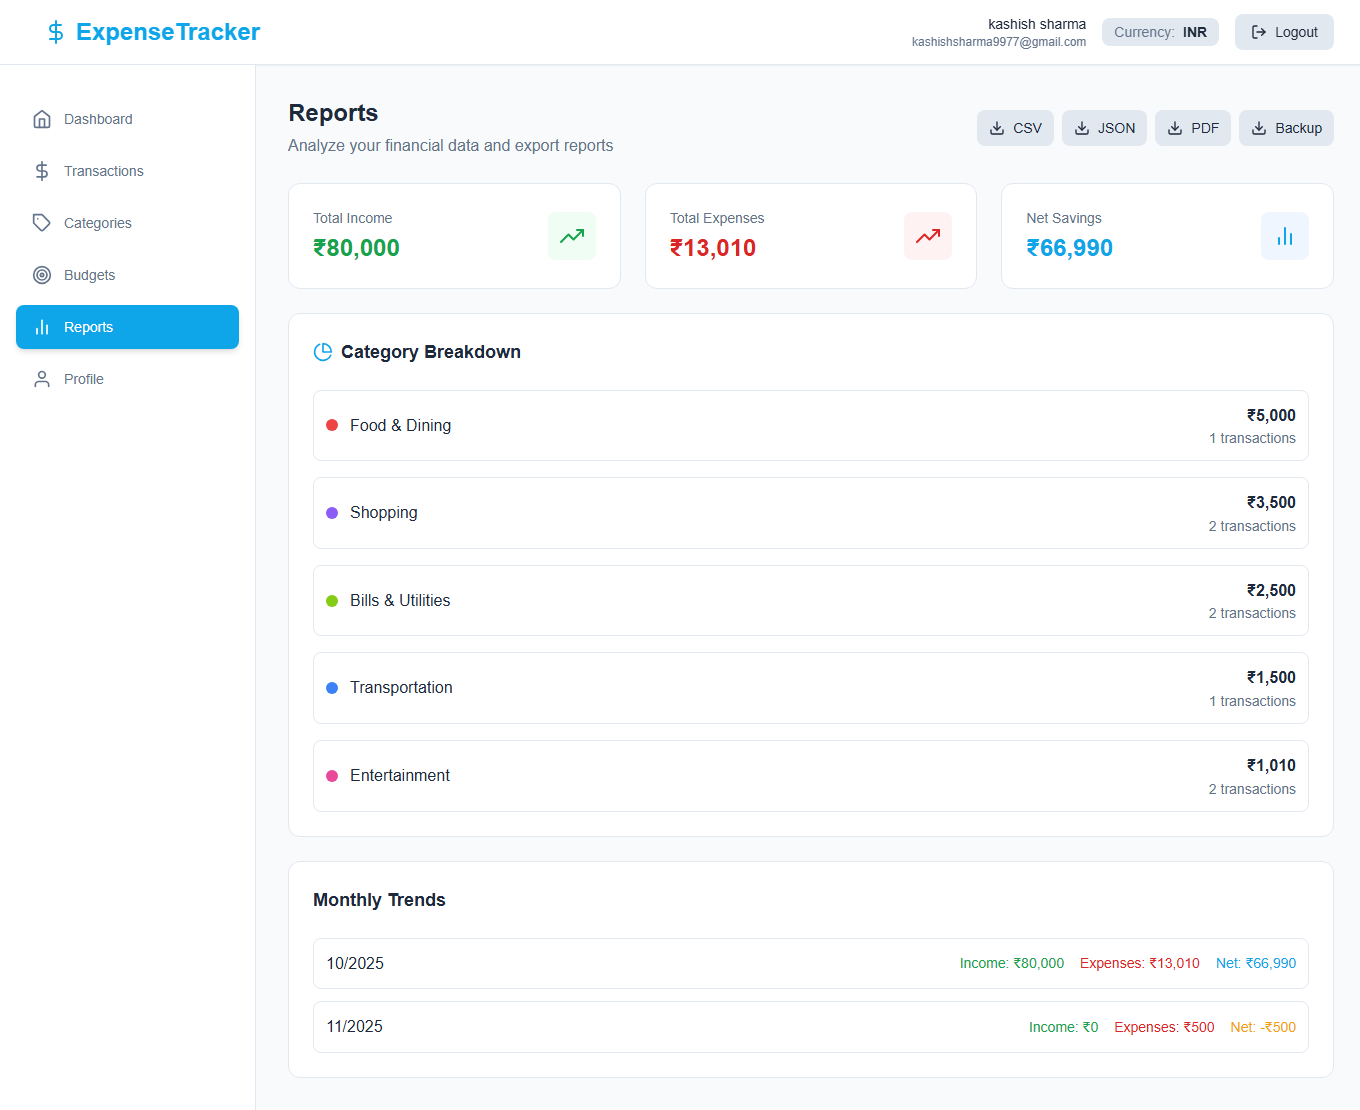 ExpenseTracker
kashish sharma
kashishsharma9977@gmail.com
Currency: INR
Logout
Dashboard
Transactions
Categories
Budgets
Reports
Profile
Reports
Analyze your financial data and export reports
CSV
JSON
PDF
Backup
Total Income
₹80,000
Total Expenses
₹13,010
Net Savings
₹66,990
Category Breakdown
Food & Dining
₹5,000
1 transactions
Shopping
₹3,500
2 transactions
Bills & Utilities
₹2,500
2 transactions
Transportation
₹1,500
1 transactions
Entertainment
₹1,010
2 transactions
Monthly Trends
10/2025 Income: ₹80,000 Expenses: ₹13,010 Net: ₹66,990
11/2025 Income: ₹0 Expenses: ₹500 Net: -₹500